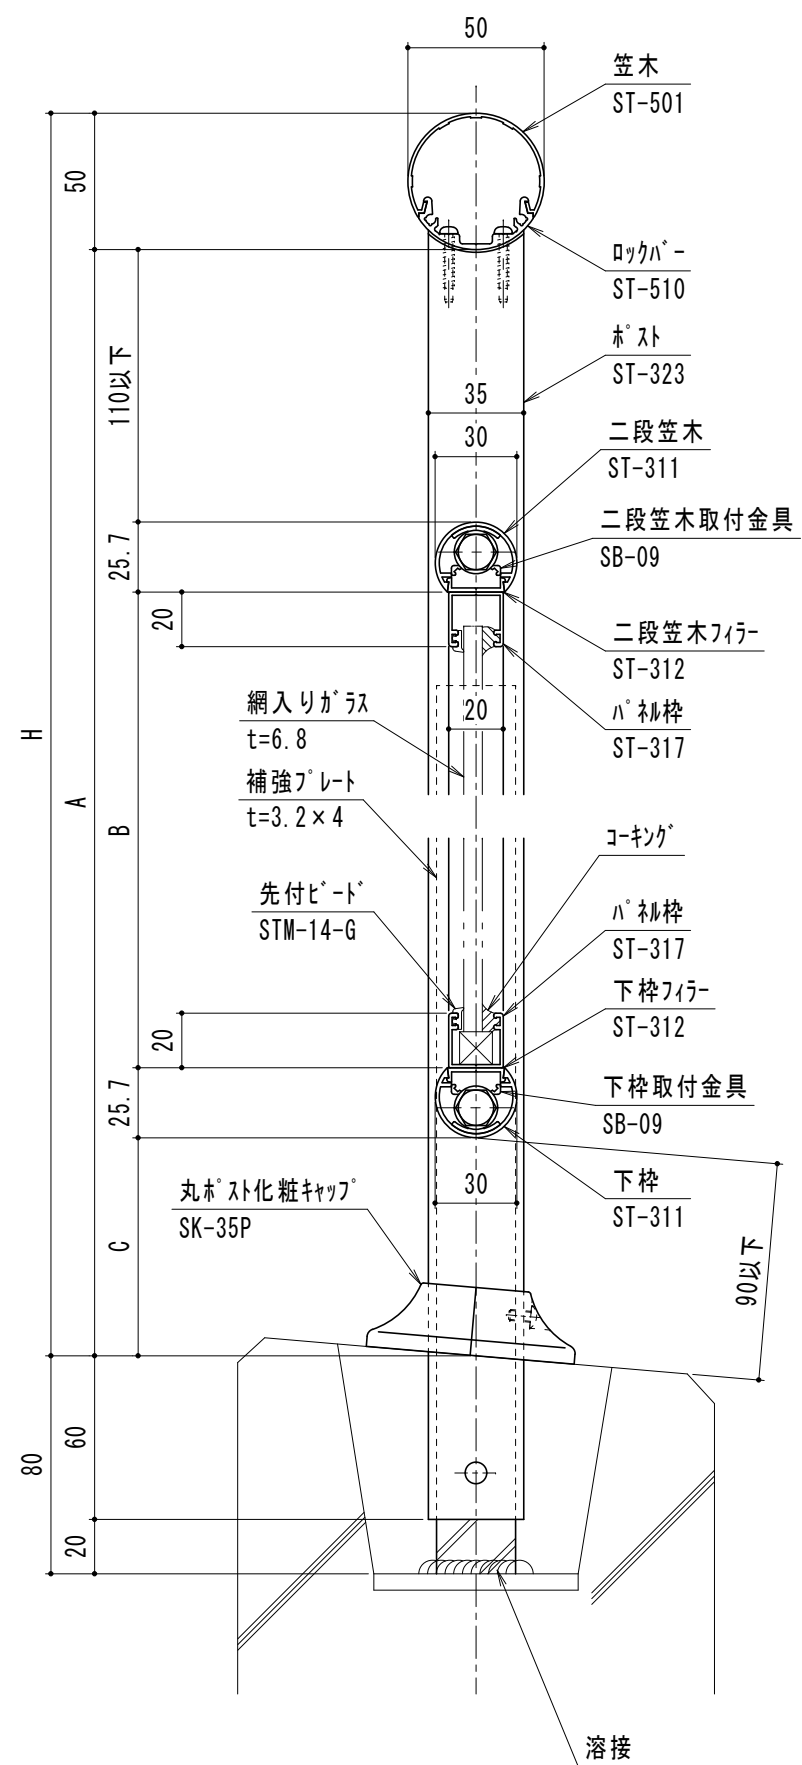 50
笠木
ST-501
50
ロックバー
ST-510
ポスト
ST-323
110以下
35
30
二段笠木
ST-311
二段笠木取付金具
SB-09
25.7
20
二段笠木フィラー
ST-312
パネル枠
ST-317
20
網入りガラス
t=6.8
補強プレート
t=3.2×4
H
A
B
コーキング
先付ビード
STM-14-G
パネル枠
ST-317
下枠フィラー
ST-312
20
下枠取付金具
SB-09
25.7
下枠
ST-311
30
丸ポスト化粧キャップ
SK-35P
C
90以下
80
60
20
溶接